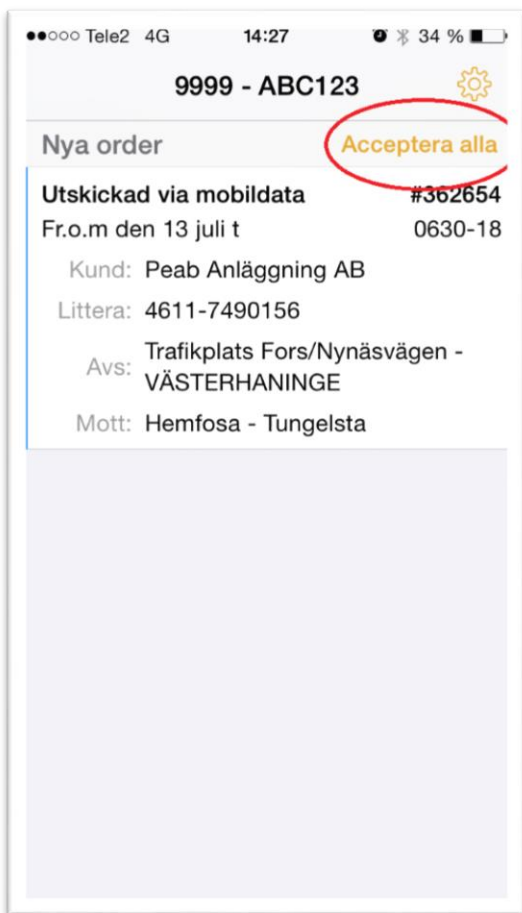 Tele2 4G 14:27 34 %
9999 - ABC123
Nya order Acceptera alla
Utskickad via mobildata #362654
Fr.o.m den 13 juli t 0630-18
Kund: Peab Anläggning AB
Littera: 4611-7490156
Avs: Trafikplats Fors/Nynäsvägen -
VÄSTERHANINGE
Mott: Hemfosa - Tungelsta